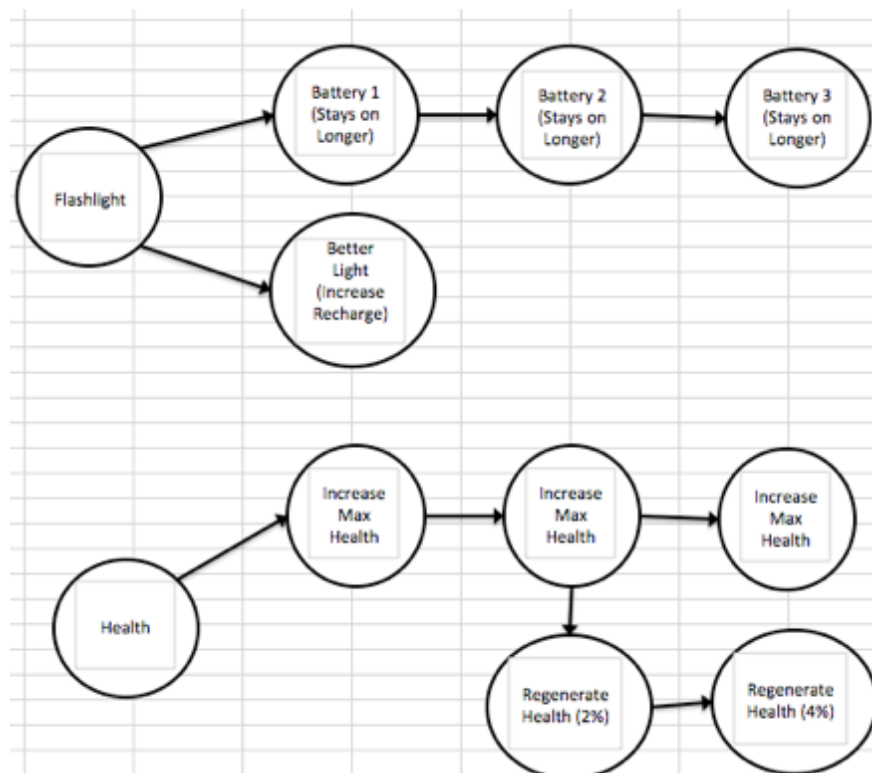 Battery 1
(Stays on
Longer)
Battery 2
(Stays on
Longer)
Battery 3
(Stays on
Longer)
Flashlight
Better
Light
(Increase
Recharge)
Increase
Max
Health
Increase
Max
Health
Increase
Max
Health
Health
Regenerate
Health (2%)
Regenerate
Health (4%)